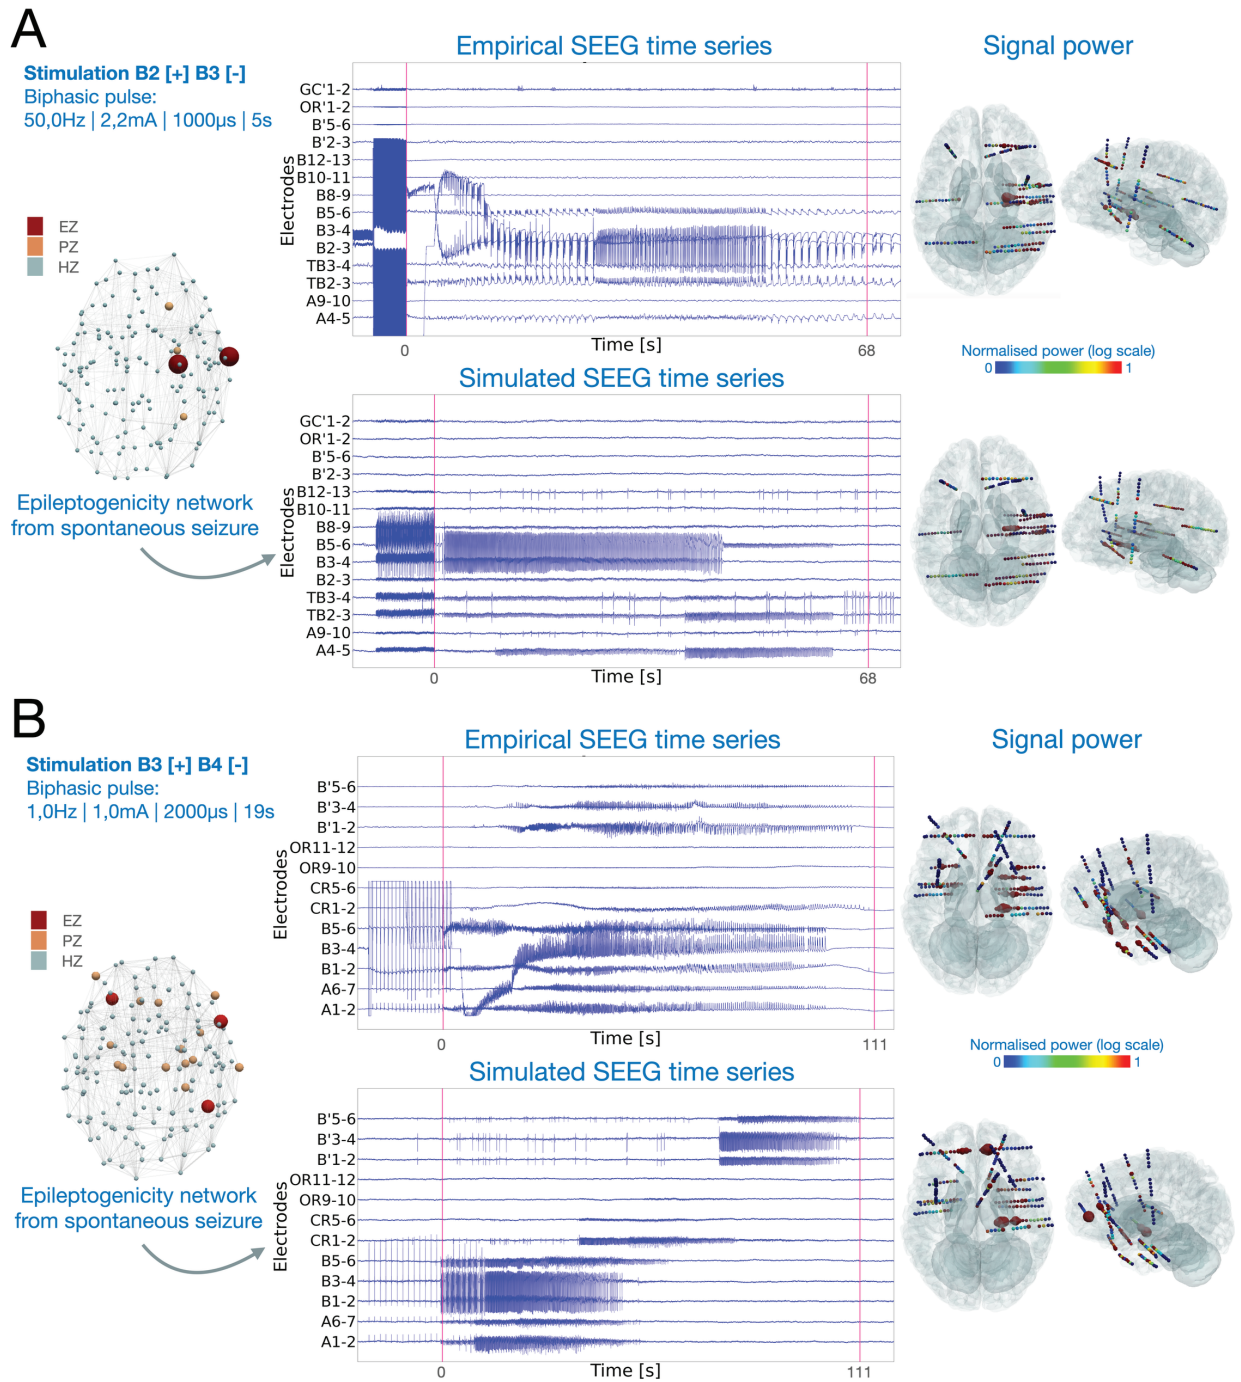 A
Stimulation B2 [+] B3 [-]
Biphasic pulse:
50,0Hz | 2,2mA | 1000µs | 5s
EZ
PZ
HZ
Epileptogenicity network
from spontaneous seizure
Empirical SEEG time series
Electrodes
GC'1-2
OR'1-2
B'5-6
B'2-3
B12-13
B10-11
B8-9
B5-6
B3-4
B2-3
TB3-4
TB2-3
A9-10
A4-5
0
Time [s]
68
Signal power
Normalised power (log scale)
0
1
Simulated SEEG time series
Electrodes
GC'1-2
OR'1-2
B'5-6
B'2-3
B12-13
B10-11
B8-9
B5-6
B3-4
B2-3
TB3-4
TB2-3
A9-10
A4-5
0
Time [s]
68
B
Stimulation B3 [+] B4 [-]
Biphasic pulse:
1,0Hz | 1,0mA | 2000µs | 19s
EZ
PZ
HZ
Epileptogenicity network
from spontaneous seizure
Empirical SEEG time series
Electrodes
B'5-6
B'3-4
B'1-2
OR11-12
OR9-10
CR5-6
CR1-2
B5-6
B3-4
B1-2
A6-7
A1-2
0
Time [s]
111
Signal power
Normalised power (log scale)
0
1
Simulated SEEG time series
Electrodes
B'5-6
B'3-4
B'1-2
OR11-12
OR9-10
CR5-6
CR1-2
B5-6
B3-4
B1-2
A6-7
A1-2
0
Time [s]
111